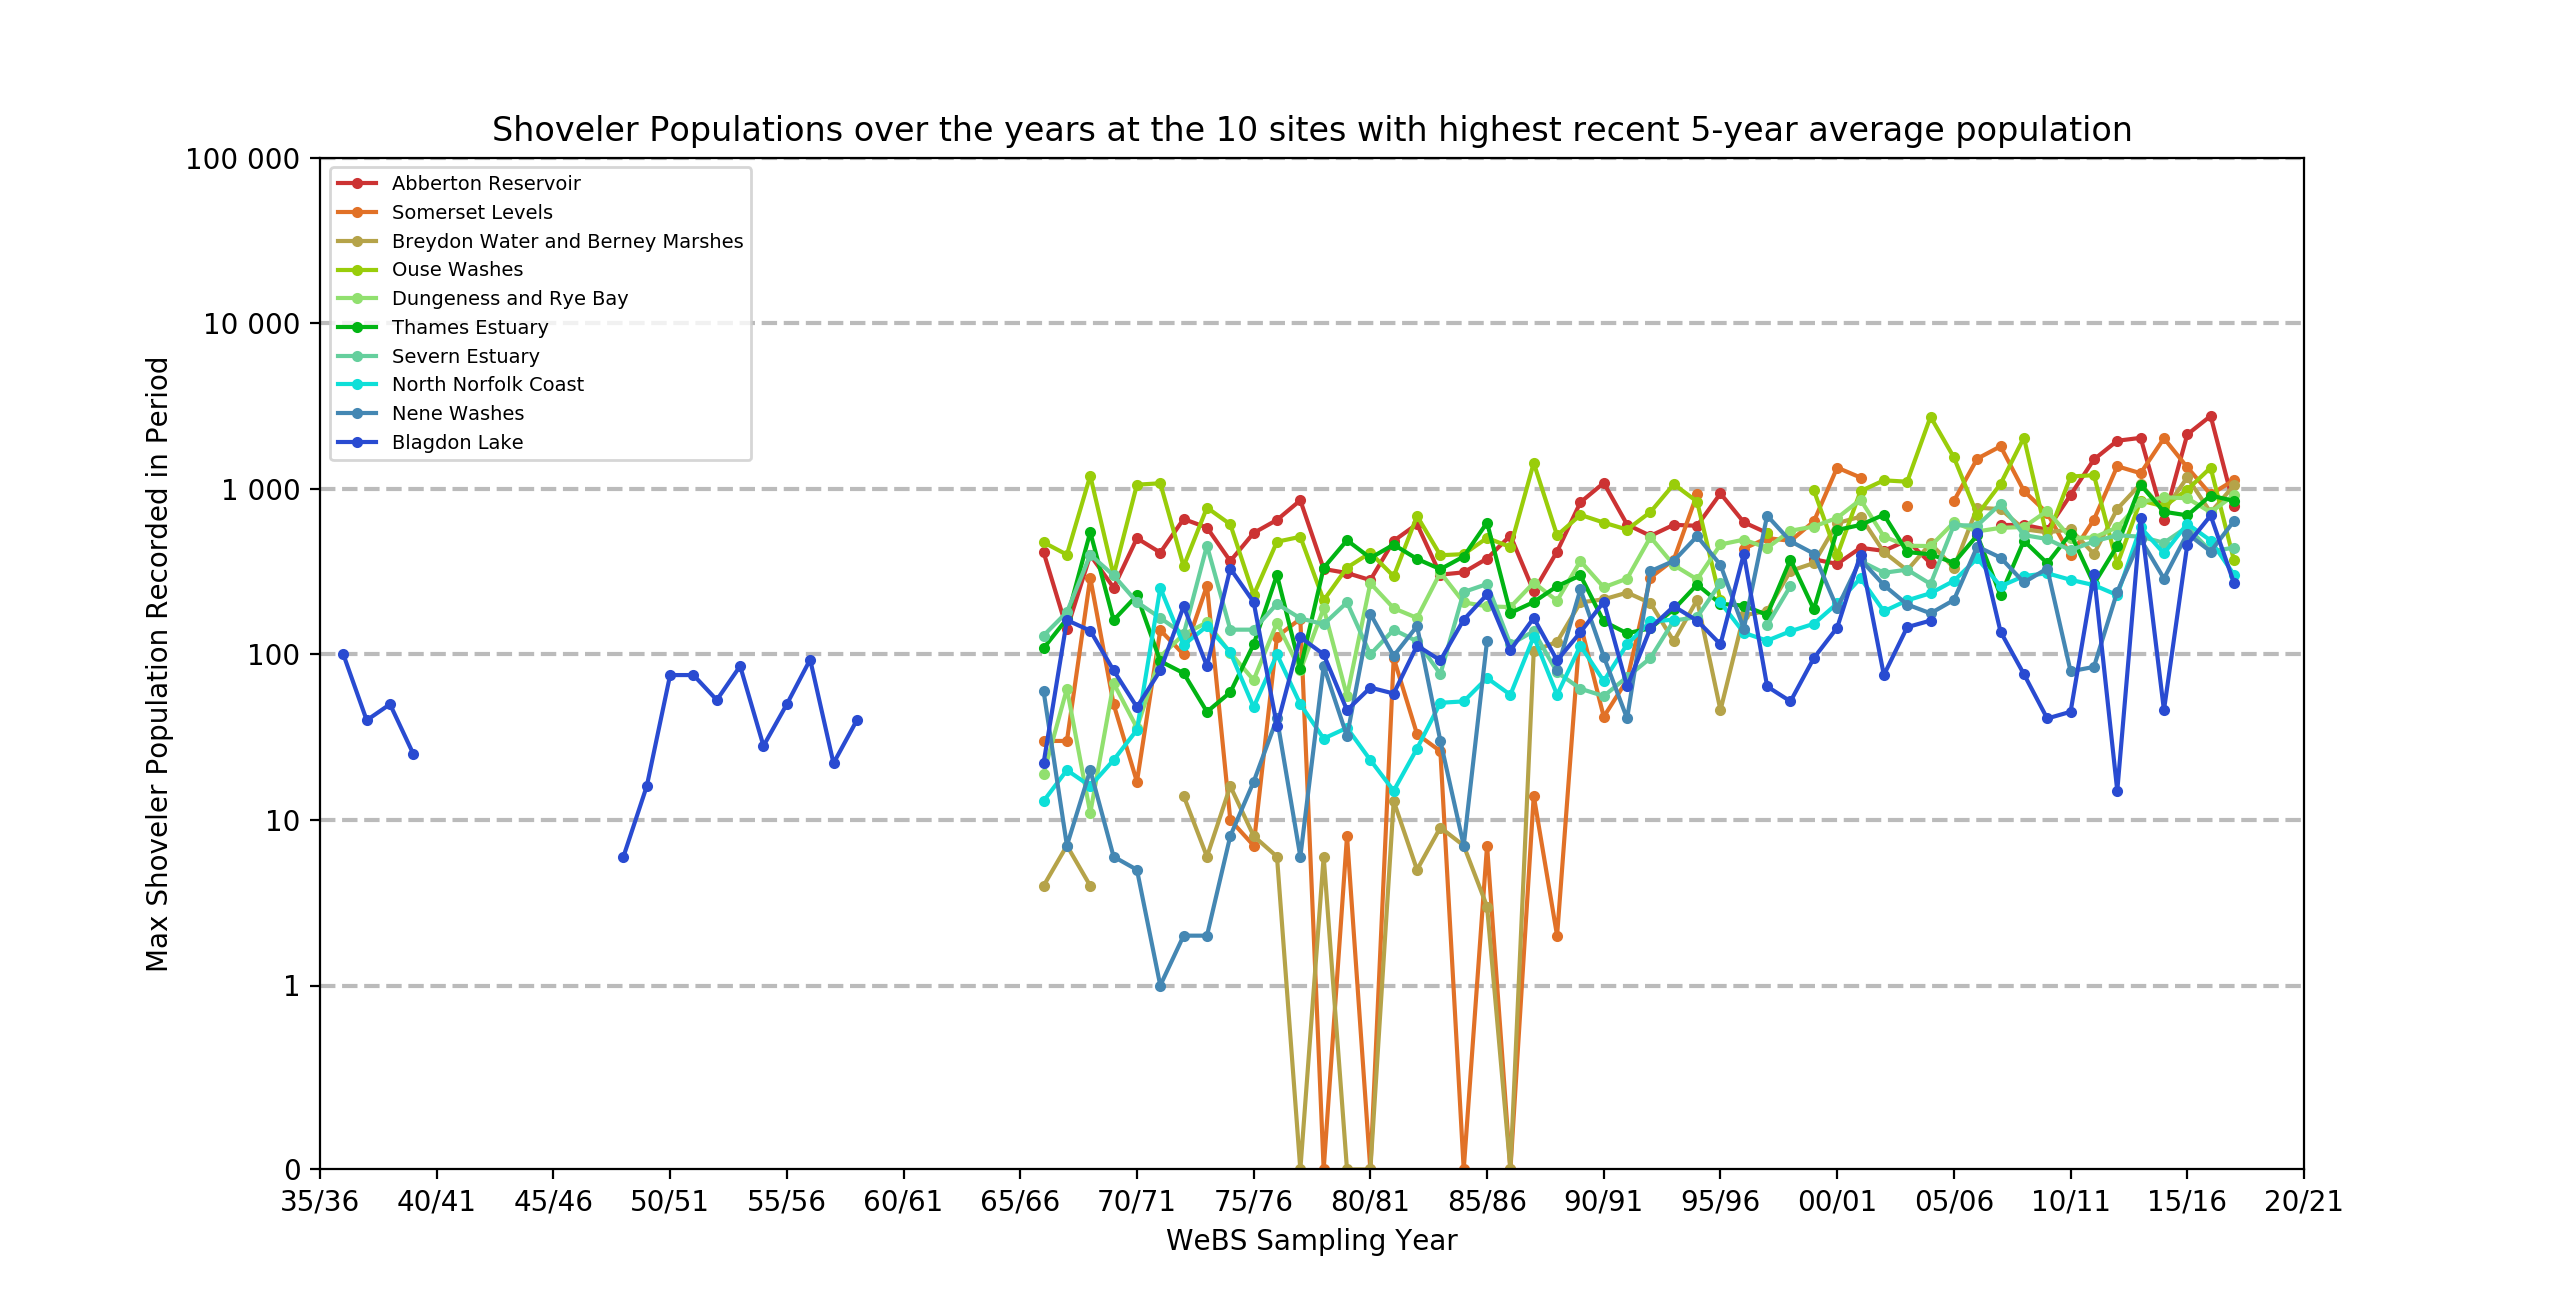 Shoveler Populations over the years at the 10 sites with highest recent 5-year average population
100 000
10 000
1 000
100
10
1
0
Max Shoveler Population Recorded in Period
Abberton Reservoir
Somerset Levels
Breydon Water and Berney Marshes
Ouse Washes
Dungeness and Rye Bay
Thames Estuary
Severn Estuary
North Norfolk Coast
Nene Washes
Blagdon Lake
35/36 40/41 45/46 50/51 55/56 60/61 65/66 70/71 75/76 80/81 85/86 90/91 95/96 00/01 05/06 10/11 15/16 20/21
WeBS Sampling Year